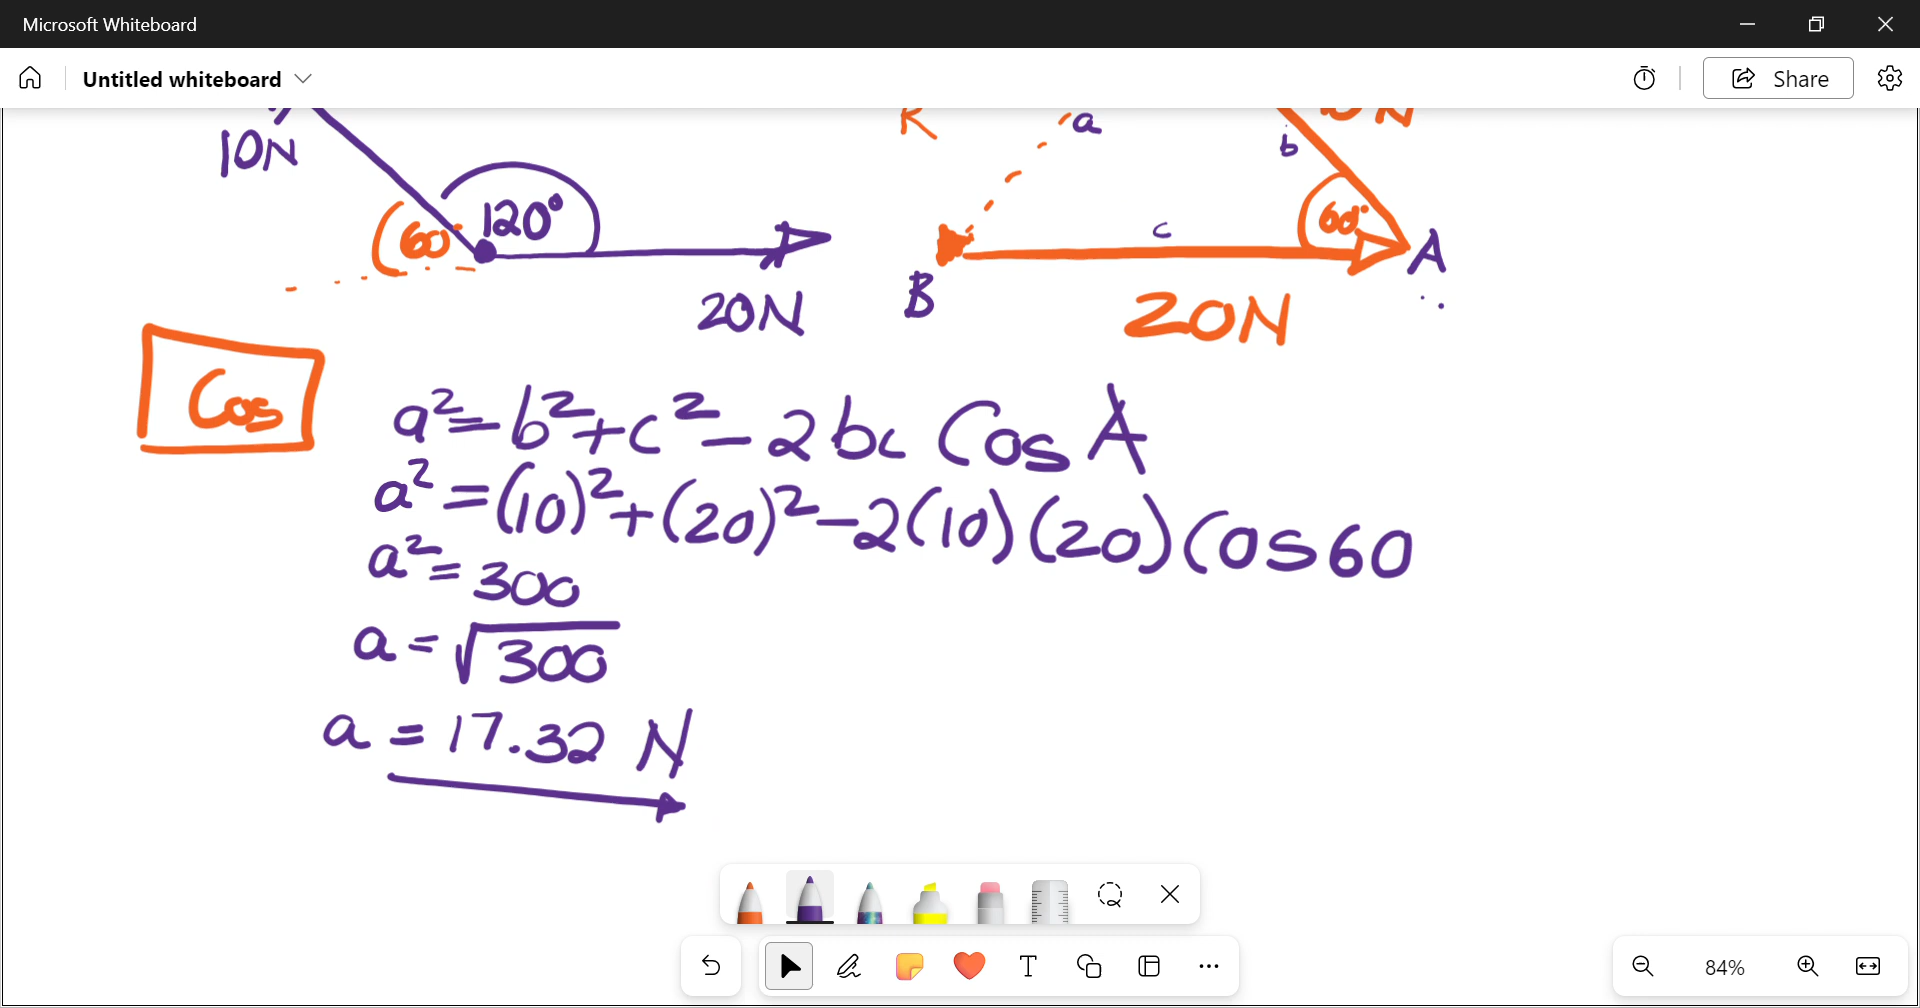 Microsoft Whiteboard
Untitled whiteboard
Share
10N
120°
60°
20N
R
a
b
c
60°
A
B
20N
Cos
a²=b²+c²-2bc Cos A
a²=(10)²+(20)²-2(10)(20)Cos60
a²=300
a=√300
a=17.32 N
T
84%